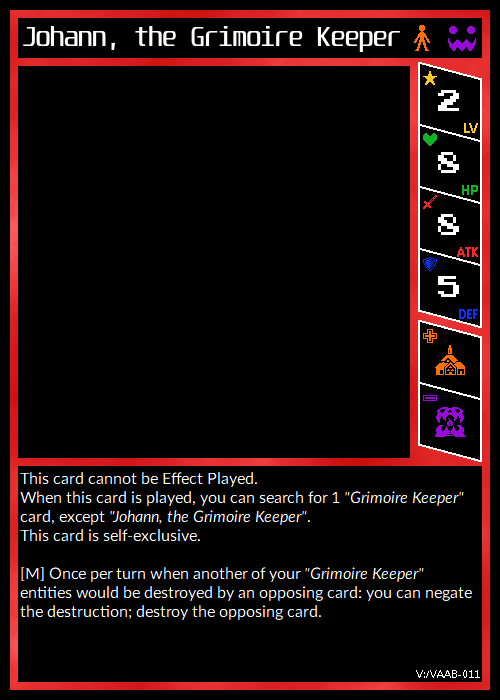 Johann, the Grimoire Keeper
2
LV
8
HP
8
ATK
5
DEF
This card cannot be Effect Played.
When this card is played, you can search for 1 "Grimoire Keeper"
card, except "Johann, the Grimoire Keeper".
This card is self-exclusive.
[M] Once per turn when another of your "Grimoire Keeper"
entities would be destroyed by an opposing card: you can negate
the destruction; destroy the opposing card.
V:/VAAB-011